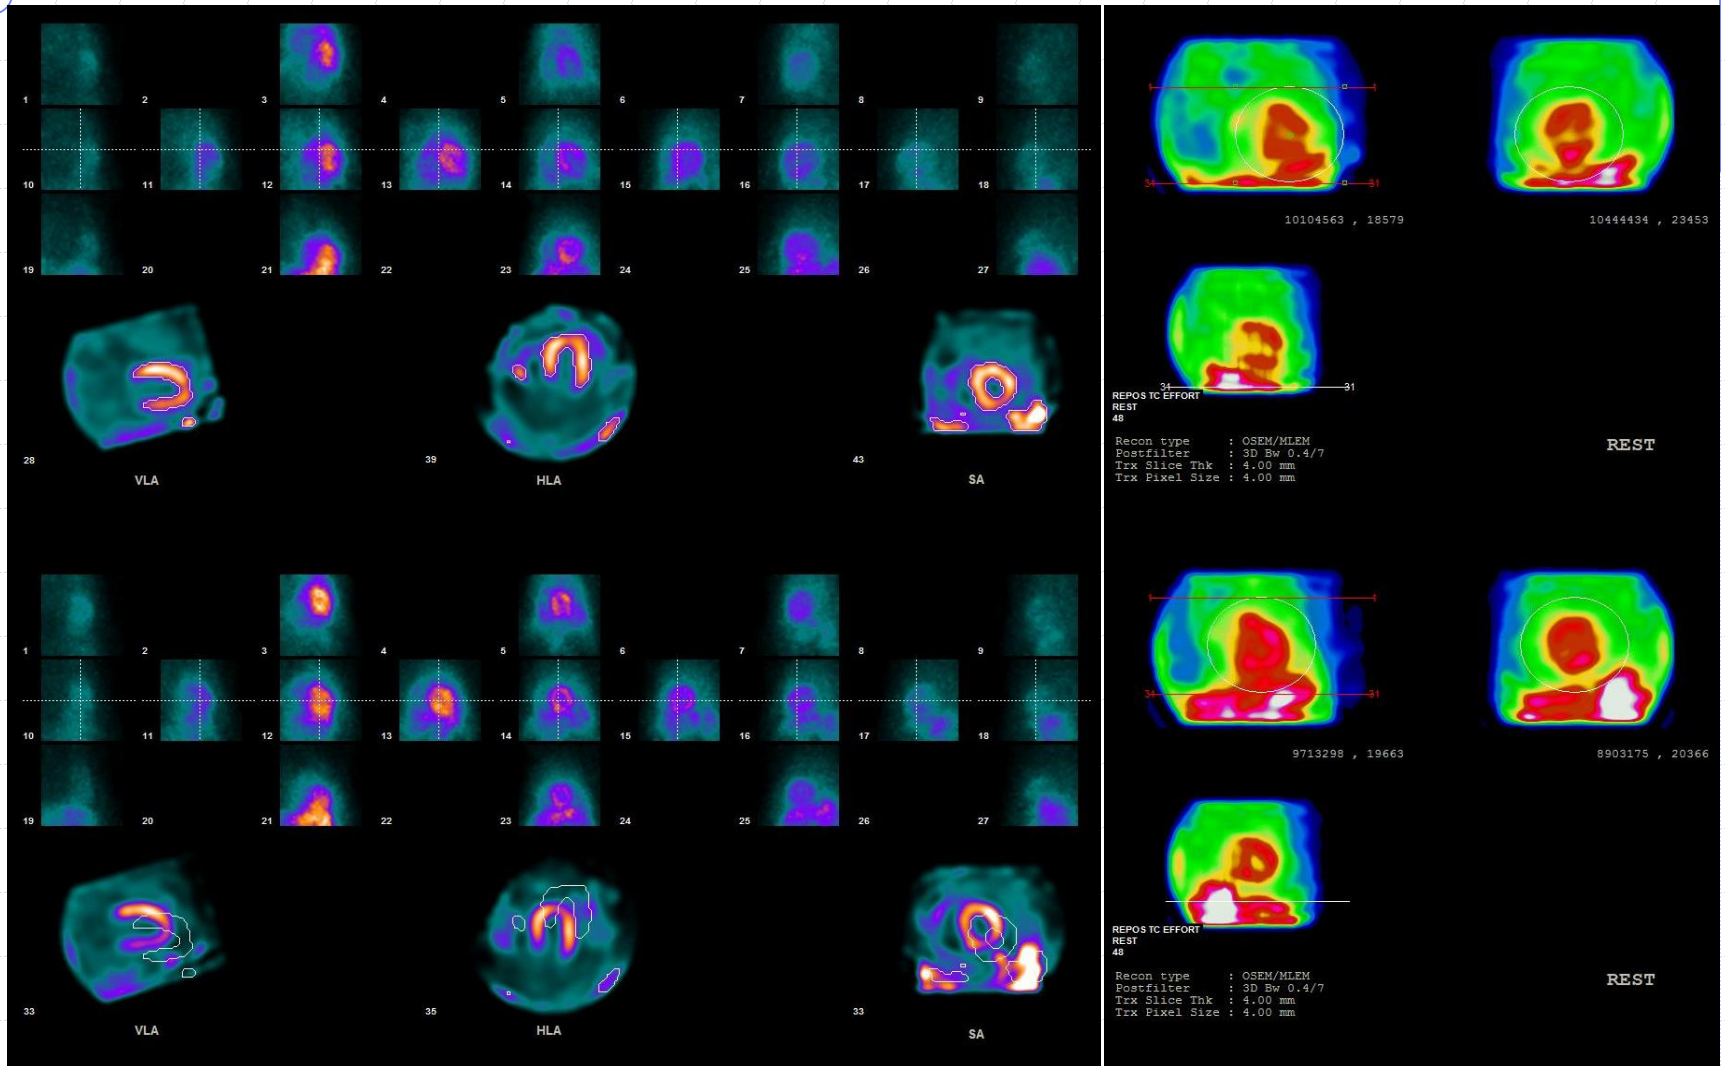 1 2 3 4 5 6 7 8 9
10 11 12 13 14 15 16 17 18
19 20 21 22 23 24 25 26 27
28 39 43
VLA HLA SA
34 31
10104563 , 18579 10444434 , 23453
31 31
REPOS TC EFFORT
REST
48
Recon type : OSEM/MLEM
Postfilter : 3D Bw 0.4/7
Trx Slice Thk : 4.00 mm
Trx Pixel Size : 4.00 mm
REST
1 2 3 4 5 6 7 8 9
10 11 12 13 14 15 16 17 18
19 20 21 22 23 24 25 26 27
33 35 33
VLA HLA SA
34 31
9713298 , 19663 8903175 , 20366
REPOS TC EFFORT
REST
48
Recon type : OSEM/MLEM
Postfilter : 3D Bw 0.4/7
Trx Slice Thk : 4.00 mm
Trx Pixel Size : 4.00 mm
REST